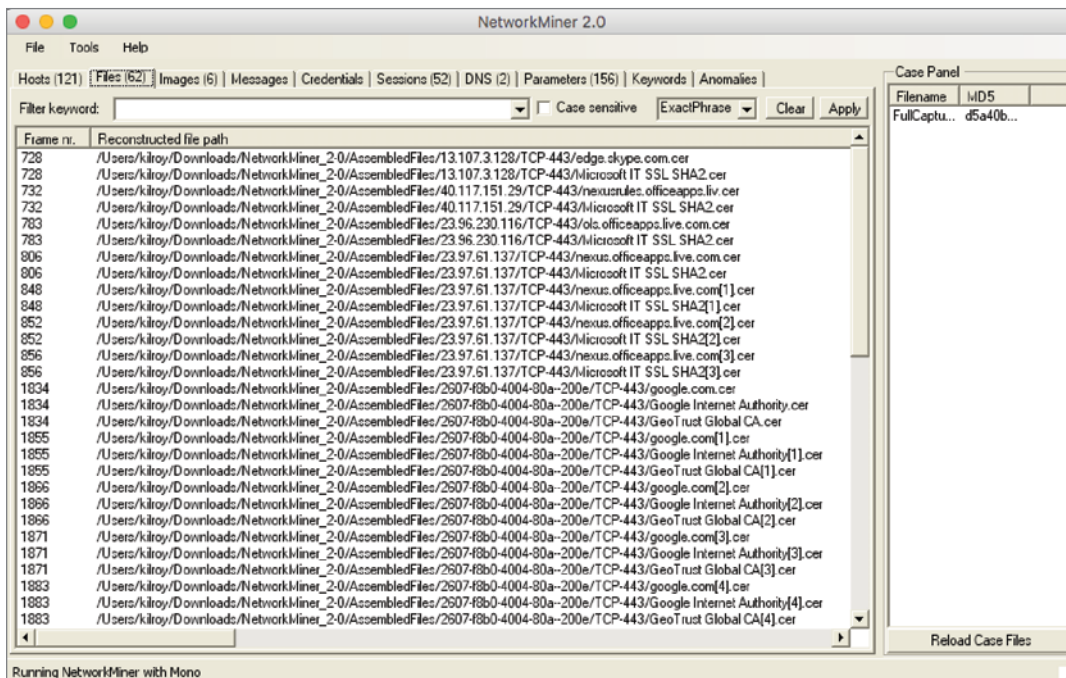 NetworkMiner 2.0
File Tools Help
Hosts (121) Files (62) Images (6) Messages Credentials Sessions (52) DNS (2) Parameters (156) Keywords Anomalies
Filter keyword: Case sensitive ExactPhrase Clear Apply
Frame nr. Reconstructed file path
728 /Users/kilroy/Downloads/NetworkMiner_2-0/AssembledFiles/13.107.3.128/TCP-443/edge.skype.com.cer
728 /Users/kilroy/Downloads/NetworkMiner_2-0/AssembledFiles/13.107.3.128/TCP-443/Microsoft IT SSL SHA2.cer
732 /Users/kilroy/Downloads/NetworkMiner_2-0/AssembledFiles/40.117.151.29/TCP-443/nexusrules.officeapps.liv.cer
732 /Users/kilroy/Downloads/NetworkMiner_2-0/AssembledFiles/40.117.151.29/TCP-443/Microsoft IT SSL SHA2.cer
783 /Users/kilroy/Downloads/NetworkMiner_2-0/AssembledFiles/23.96.230.116/TCP-443/ols.officeapps.live.com.cer
783 /Users/kilroy/Downloads/NetworkMiner_2-0/AssembledFiles/23.96.230.116/TCP-443/Microsoft IT SSL SHA2.cer
806 /Users/kilroy/Downloads/NetworkMiner_2-0/AssembledFiles/23.97.61.137/TCP-443/nexus.officeapps.live.com.cer
806 /Users/kilroy/Downloads/NetworkMiner_2-0/AssembledFiles/23.97.61.137/TCP-443/Microsoft IT SSL SHA2.cer
848 /Users/kilroy/Downloads/NetworkMiner_2-0/AssembledFiles/23.97.61.137/TCP-443/nexus.officeapps.live.com[1].cer
848 /Users/kilroy/Downloads/NetworkMiner_2-0/AssembledFiles/23.97.61.137/TCP-443/Microsoft IT SSL SHA2[1].cer
852 /Users/kilroy/Downloads/NetworkMiner_2-0/AssembledFiles/23.97.61.137/TCP-443/nexus.officeapps.live.com[2].cer
852 /Users/kilroy/Downloads/NetworkMiner_2-0/AssembledFiles/23.97.61.137/TCP-443/Microsoft IT SSL SHA2[2].cer
856 /Users/kilroy/Downloads/NetworkMiner_2-0/AssembledFiles/23.97.61.137/TCP-443/nexus.officeapps.live.com[3].cer
856 /Users/kilroy/Downloads/NetworkMiner_2-0/AssembledFiles/23.97.61.137/TCP-443/Microsoft IT SSL SHA2[3].cer
1834 /Users/kilroy/Downloads/NetworkMiner_2-0/AssembledFiles/2607-f8b0-4004-80a--200e/TCP-443/google.com.cer
1834 /Users/kilroy/Downloads/NetworkMiner_2-0/AssembledFiles/2607-f8b0-4004-80a--200e/TCP-443/Google Internet Authority.cer
1834 /Users/kilroy/Downloads/NetworkMiner_2-0/AssembledFiles/2607-f8b0-4004-80a--200e/TCP-443/GeoTrust Global CA.cer
1855 /Users/kilroy/Downloads/NetworkMiner_2-0/AssembledFiles/2607-f8b0-4004-80a--200e/TCP-443/google.com[1].cer
1855 /Users/kilroy/Downloads/NetworkMiner_2-0/AssembledFiles/2607-f8b0-4004-80a--200e/TCP-443/Google Internet Authority[1].cer
1855 /Users/kilroy/Downloads/NetworkMiner_2-0/AssembledFiles/2607-f8b0-4004-80a--200e/TCP-443/GeoTrust Global CA[1].cer
1866 /Users/kilroy/Downloads/NetworkMiner_2-0/AssembledFiles/2607-f8b0-4004-80a--200e/TCP-443/google.com[2].cer
1866 /Users/kilroy/Downloads/NetworkMiner_2-0/AssembledFiles/2607-f8b0-4004-80a--200e/TCP-443/Google Internet Authority[2].cer
1866 /Users/kilroy/Downloads/NetworkMiner_2-0/AssembledFiles/2607-f8b0-4004-80a--200e/TCP-443/GeoTrust Global CA[2].cer
1871 /Users/kilroy/Downloads/NetworkMiner_2-0/AssembledFiles/2607-f8b0-4004-80a--200e/TCP-443/google.com[3].cer
1871 /Users/kilroy/Downloads/NetworkMiner_2-0/AssembledFiles/2607-f8b0-4004-80a--200e/TCP-443/Google Internet Authority[3].cer
1871 /Users/kilroy/Downloads/NetworkMiner_2-0/AssembledFiles/2607-f8b0-4004-80a--200e/TCP-443/GeoTrust Global CA[3].cer
1883 /Users/kilroy/Downloads/NetworkMiner_2-0/AssembledFiles/2607-f8b0-4004-80a--200e/TCP-443/google.com[4].cer
1883 /Users/kilroy/Downloads/NetworkMiner_2-0/AssembledFiles/2607-f8b0-4004-80a--200e/TCP-443/Google Internet Authority[4].cer
1883 /Users/kilroy/Downloads/NetworkMiner_2-0/AssembledFiles/2607-f8b0-4004-80a--200e/TCP-443/GeoTrust Global CA[4].cer
Case Panel
Filename MD5
FullCaptu... d5a40b...
Reload Case Files
Running NetworkMiner with Mono